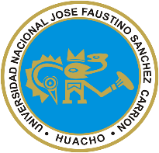 UNIVERSIDAD NACIONAL JOSE FAUSTINO SANCHEZ CARRION
• HUACHO •